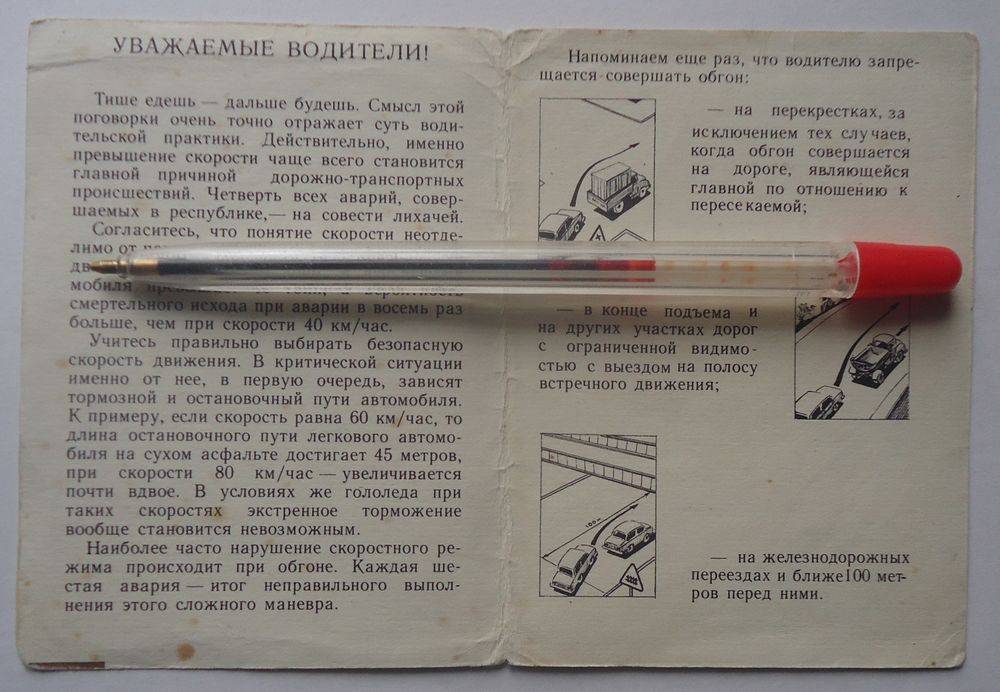 УВАЖАЕМЫЕ ВОДИТЕЛИ!
Тише едешь — дальше будешь. Смысл этой
поговорки очень точно отражает суть води-
тельской практики. Действительно, именно
превышение скорости чаще всего становится
главной причиной дорожно-транспортных
происшествий. Четверть всех аварий, совер-
шаемых в республике,— на совести лихачей.
Согласитесь, что понятие скорости неотде-
лимо от
мобиля
смертельного исхода при аварии в восемь раз
больше, чем при скорости 40 км/час.
Учитесь правильно выбирать безопасную
скорость движения. В критической ситуации
именно от нее, в первую очередь, зависят
тормозной и остановочный пути автомобиля.
К примеру, если скорость равна 60 км/час, то
длина остановочного пути легкового автомо-
биля на сухом асфальте достигает 45 метров,
при скорости 80 км/час — увеличивается
почти вдвое. В условиях же гололеда при
таких скоростях экстренное торможение
вообще становится невозможным.
Наиболее часто нарушение скоростного ре-
жима происходит при обгоне. Каждая ше-
стая авария — итог неправильного выпол-
нения этого сложного маневра.
Напоминаем еще раз, что водителю запре-
щается совершать обгон:
— на перекрестках, за
исключением тех случаев,
когда обгон совершается
на дороге, являющейся
главной по отношению к
пересекаемой;
— в конце подъема и
на других участках дорог
с ограниченной видимо-
стью с выездом на полосу
встречного движения;
100 м
— на железнодорожных
переездах и ближе100 мет-
ров перед ними.